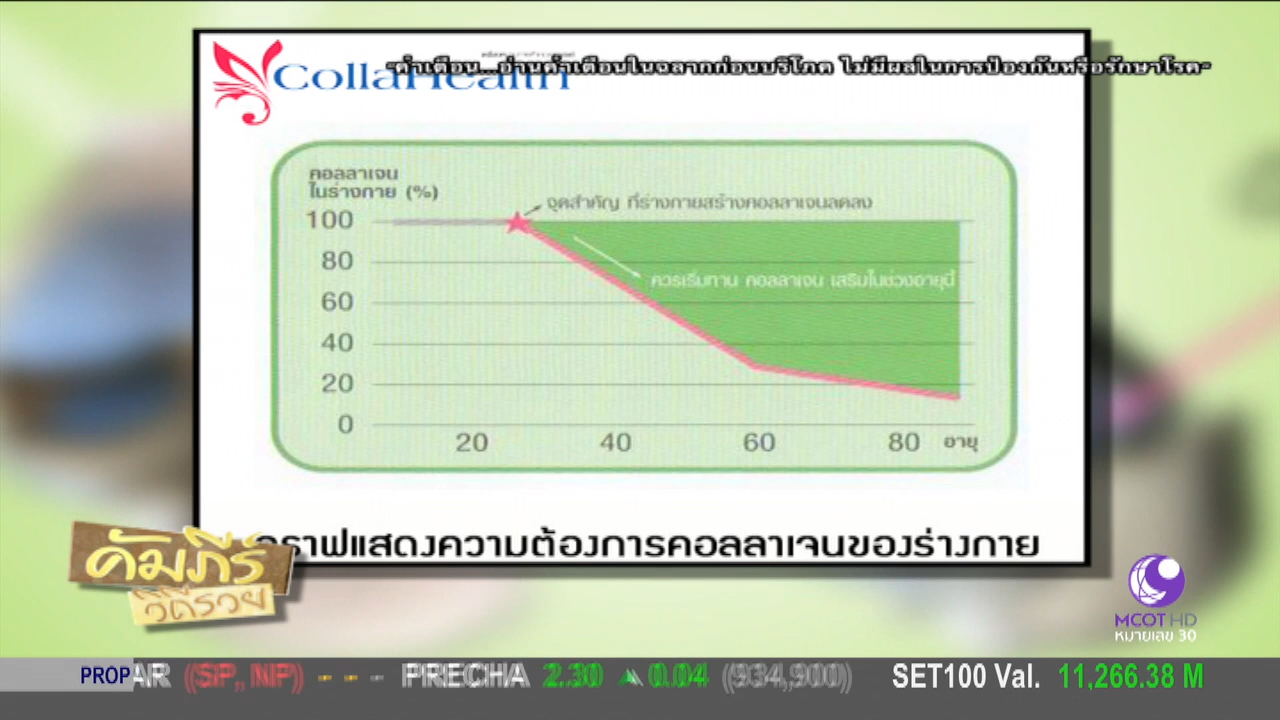 "คำเตือน...อ่านคำเตือนในฉลากก่อนบริโภค ไม่มีผลในการป้องกันหรือรักษาโรค"
CollaHealth
คอลลาเจน
ในร่างกาย (%)
จุดสำคัญ ที่ร่างกายสร้างคอลลาเจนลดลง
100
80
ควรเริ่มทาน คอลลาเจน เสริมในช่วงอายุนี้
60
40
20
0
20 40 60 80 อายุ
กราฟแสดงความต้องการคอลลาเจนของร่างกาย
คัมภีร์
วิถีรวย
MCOT HD
หมายเลข 30
PROP AR (SP, NP) - - - PRECHA 2.30 ▲ 0.04 (934,900) SET100 Val. 11,266.38 M